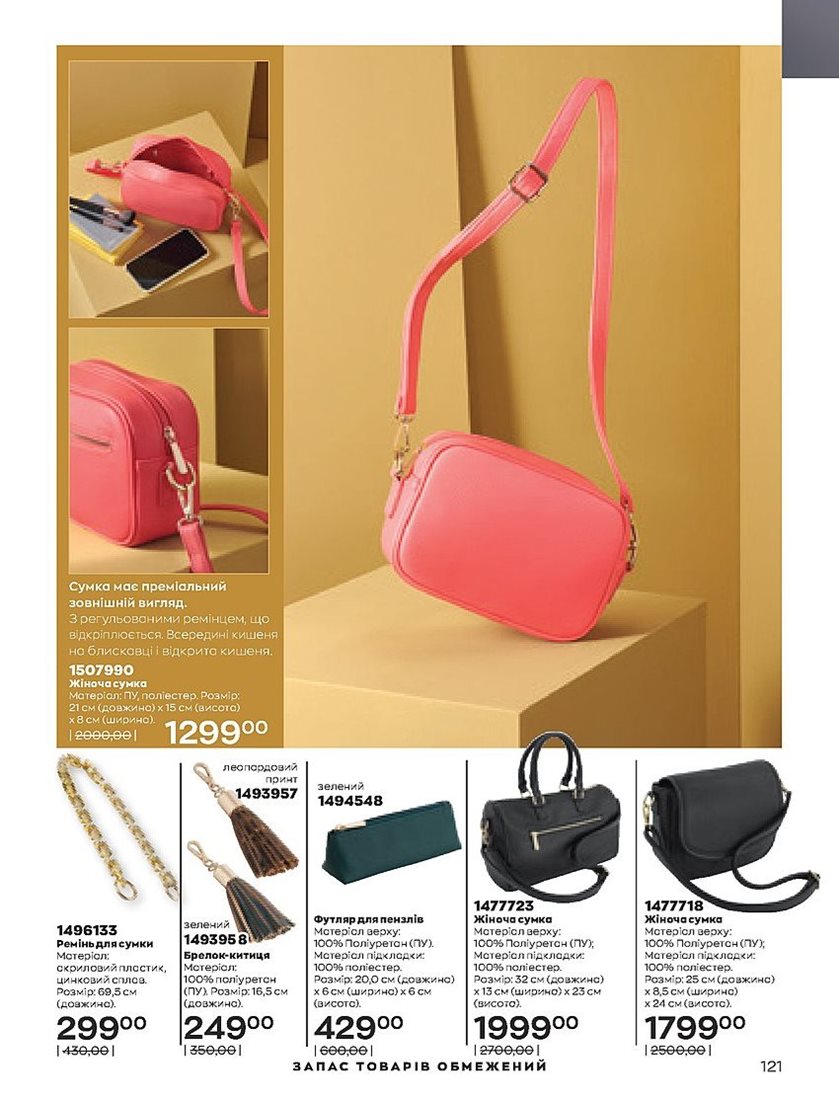 Сумка має преміальний
зовнішній вигляд.
З регульованими ремінцем, що
відкріплюється. Всередині кишеня
на блискавці і відкрита кишеня.
1507990
Жіноча сумка
Матеріал: ПУ, поліестер. Розмір:
21 см (довжина) x 15 см (висота)
x 8 см (ширина).
| 2000,00 | 1299⁰⁰
1496133
Ремінь для сумки
Матеріал:
акриловий пластик,
цинковий сплав.
Розмір: 69,5 см
(довжина).
299⁰⁰
| 430,00 |
леопардовий
принт
1493957
зелений
1493958
Брелок-китиця
Матеріал:
100% поліуретан
(ПУ). Розмір: 16,5 см
(довжина).
249⁰⁰
| 350,00 |
зелений
1494548
Футляр для пензлів
Матеріал верху:
100% Поліуретан (ПУ).
Матеріал підкладки:
100% поліестер.
Розмір: 20,0 см (довжина)
x 6 см (ширина) x 6 см
(висота).
429⁰⁰
| 600,00 |
1477723
Жіноча сумка
Матеріал верху:
100% Поліуретан (ПУ);
Матеріал підкладки:
100% поліестер.
Розмір: 32 см (довжина)
x 13 см (ширина) x 23 см
(висота).
1999⁰⁰
| 2700,00 |
1477718
Жіноча сумка
Матеріал верху:
100% Поліуретан (ПУ);
Матеріал підкладки:
100% поліестер.
Розмір: 25 см (довжина)
x 8,5 см (ширина)
x 24 см (висота).
1799⁰⁰
| 2500,00 |
ЗАПАС ТОВАРІВ ОБМЕЖЕНИЙ
121